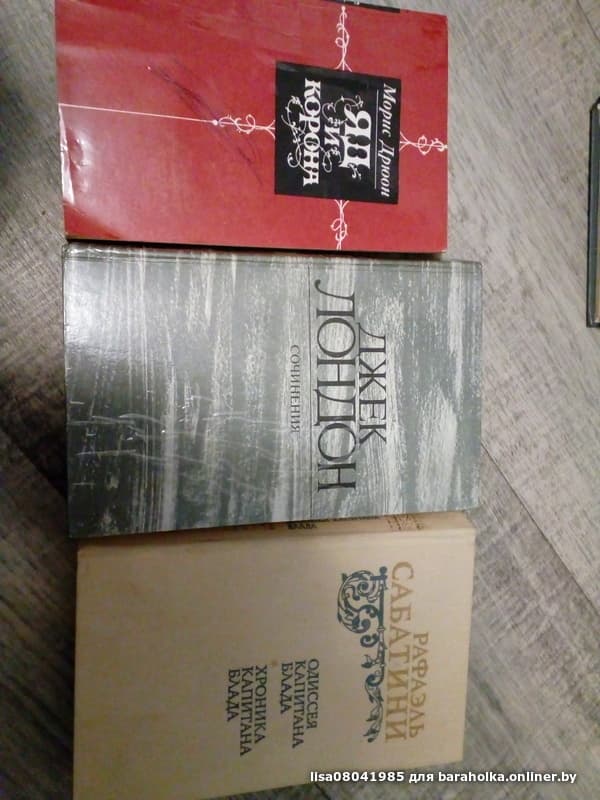 Морис Дрюон
ЯД
И
КОРОНА
ДЖЕК
ЛОНДОН
СОЧИНЕНИЯ
РАФАЭЛЬ
САБАТИНИ
ОДИССЕЯ
КАПИТАНА
БЛАДА
ХРОНИКА
КАПИТАНА
БЛАДА
lisa08041985 для baraholka.onliner.by